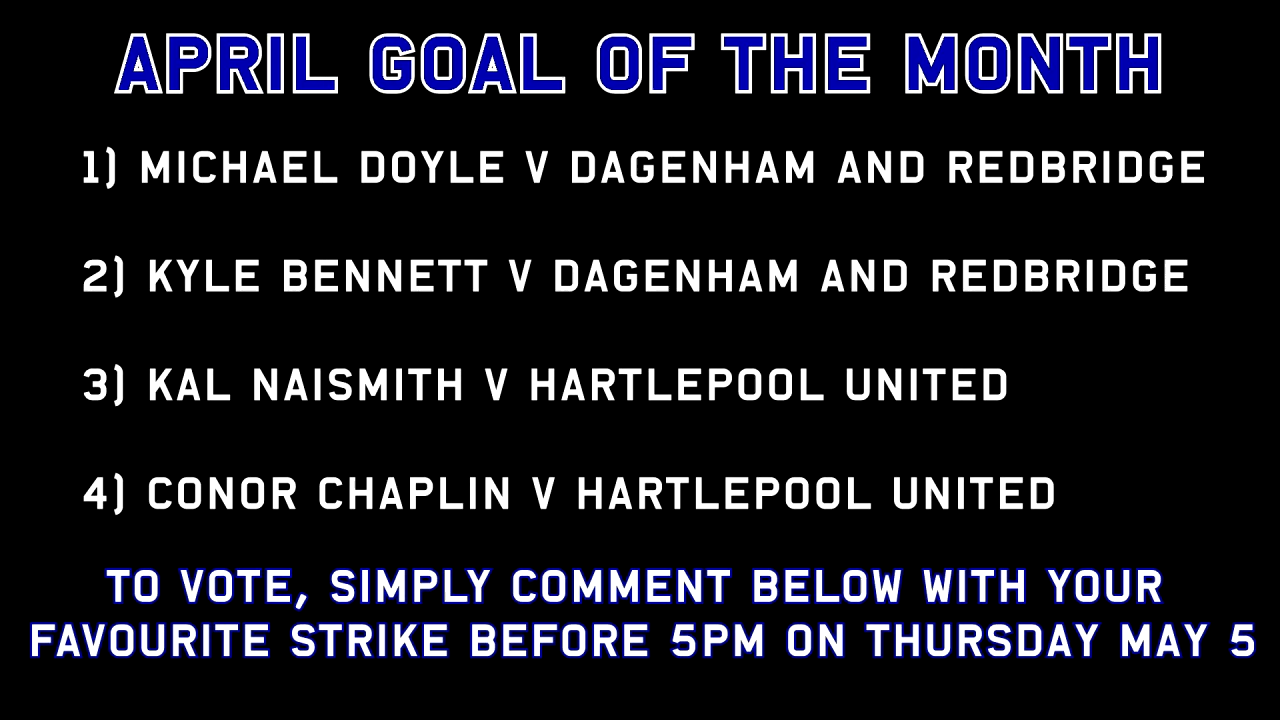 APRIL GOAL OF THE MONTH
1) MICHAEL DOYLE V DAGENHAM AND REDBRIDGE
2) KYLE BENNETT V DAGENHAM AND REDBRIDGE
3) KAL NAISMITH V HARTLEPOOL UNITED
4) CONOR CHAPLIN V HARTLEPOOL UNITED
TO VOTE, SIMPLY COMMENT BELOW WITH YOUR
FAVOURITE STRIKE BEFORE 5PM ON THURSDAY MAY 5